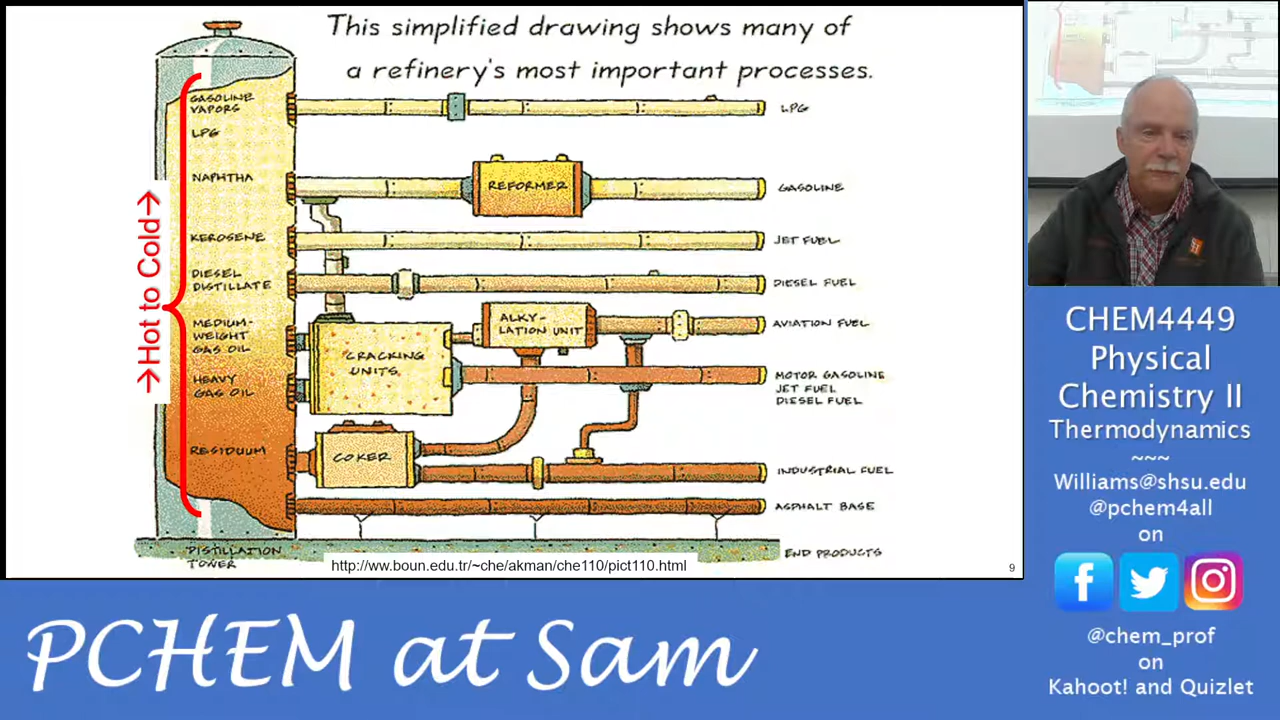 This simplified drawing shows many of
a refinery's most important processes.
GASOLINE
VAPORS
LPG
NAPHTHA
KEROSENE
DIESEL
DISTILLATE
MEDIUM-
WEIGHT
GAS OIL
HEAVY
GAS OIL
RESIDUUM
→Hot to Cold→
REFORMER
ALKY-
LATION UNIT
CRACKING
UNITS
COKER
LPG
GASOLINE
JET FUEL
DIESEL FUEL
AVIATION FUEL
MOTOR GASOLINE
JET FUEL
DIESEL FUEL
INDUSTRIAL FUEL
ASPHALT BASE
DISTILLATION
TOWER
END PRODUCTS
http://ww.boun.edu.tr/~che/akman/che110/pict110.html
9
CHEM4449
Physical
Chemistry II
Thermodynamics
~~~
Williams@shsu.edu
@pchem4all
on
@chem_prof
on
Kahoot! and Quizlet
PCHEM at Sam